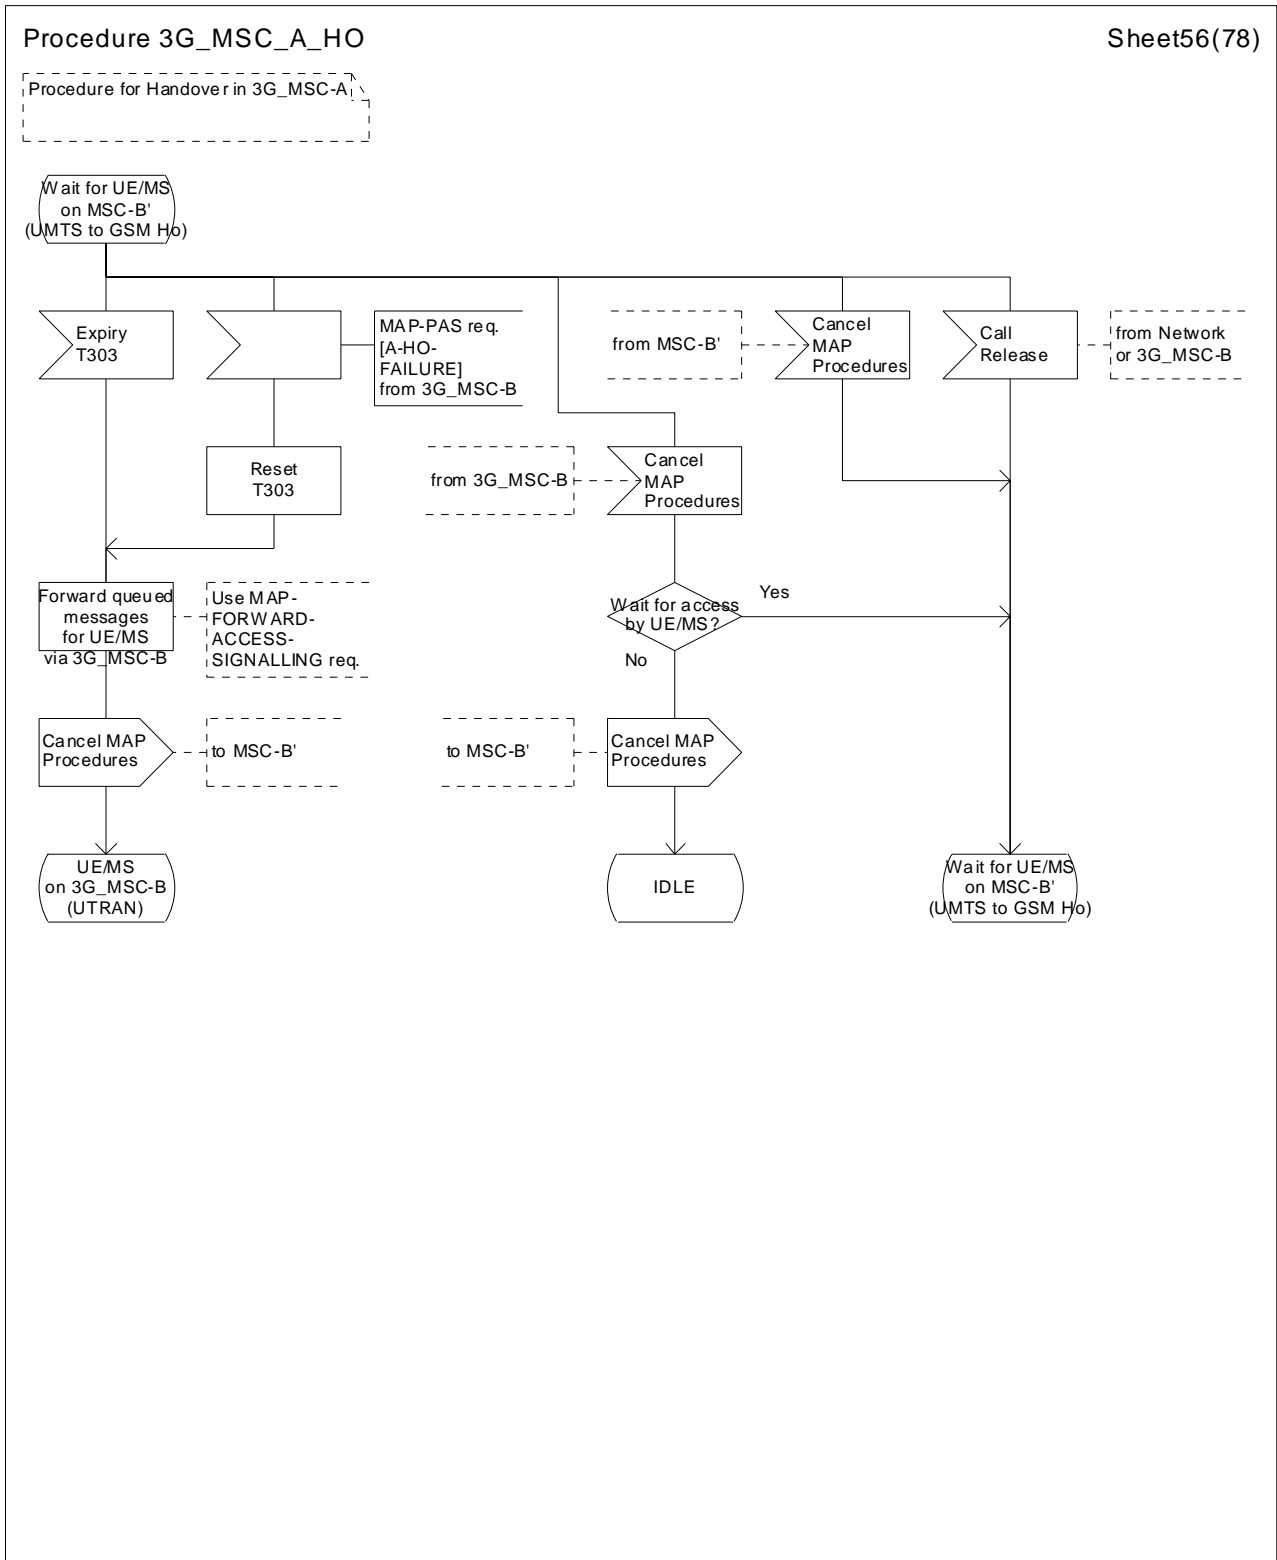 Procedure 3G_MSC_A_HO
Sheet56(78)
Procedure for Handover in 3G_MSC-A
Wait for UE/MS
on MSC-B'
(UMTS to GSM Ho)
Expiry
T303
MAP-PAS req.
[A-HO-
FAILURE]
from 3G_MSC-B
from MSC-B'
Cancel
MAP
Procedures
Call
Release
from Network
or 3G_MSC-B
Reset
T303
from 3G_MSC-B
Cancel
MAP
Procedures
Forward queued
messages
for UE/MS
via 3G_MSC-B
Use MAP-
FORWARD-
ACCESS-
SIGNALLING req.
Wait for access
by UE/MS?
Yes
No
Cancel MAP
Procedures
to MSC-B'
to MSC-B'
Cancel MAP
Procedures
UE/MS
on 3G_MSC-B
(UTRAN)
IDLE
Wait for UE/MS
on MSC-B'
(UMTS to GSM Ho)